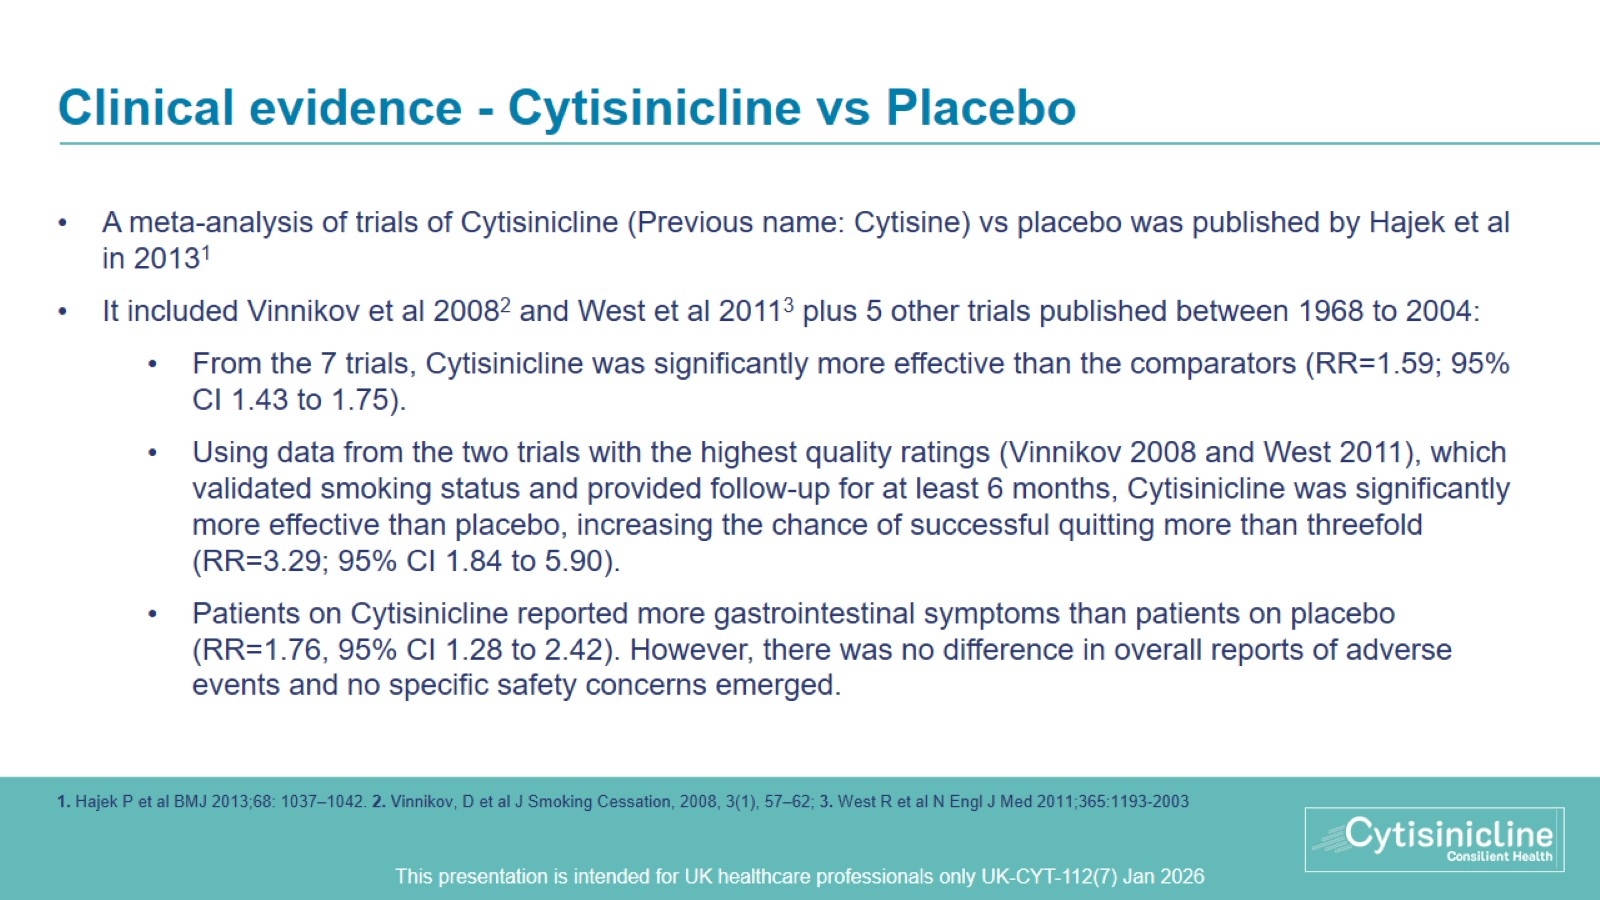 Clinical evidence - Cytisinicline vs Placebo
• A meta-analysis of trials of Cytisinicline (Previous name: Cytisine) vs placebo was published by Hajek et al
in 2013¹
• It included Vinnikov et al 2008² and West et al 2011³ plus 5 other trials published between 1968 to 2004:
• From the 7 trials, Cytisinicline was significantly more effective than the comparators (RR=1.59; 95%
CI 1.43 to 1.75).
• Using data from the two trials with the highest quality ratings (Vinnikov 2008 and West 2011), which
validated smoking status and provided follow-up for at least 6 months, Cytisinicline was significantly
more effective than placebo, increasing the chance of successful quitting more than threefold
(RR=3.29; 95% CI 1.84 to 5.90).
• Patients on Cytisinicline reported more gastrointestinal symptoms than patients on placebo
(RR=1.76, 95% CI 1.28 to 2.42). However, there was no difference in overall reports of adverse
events and no specific safety concerns emerged.
1. Hajek P et al BMJ 2013;68: 1037–1042. 2. Vinnikov, D et al J Smoking Cessation, 2008, 3(1), 57–62; 3. West R et al N Engl J Med 2011;365:1193-2003
Cytisinicline
Consilient Health
This presentation is intended for UK healthcare professionals only UK-CYT-112(7) Jan 2026